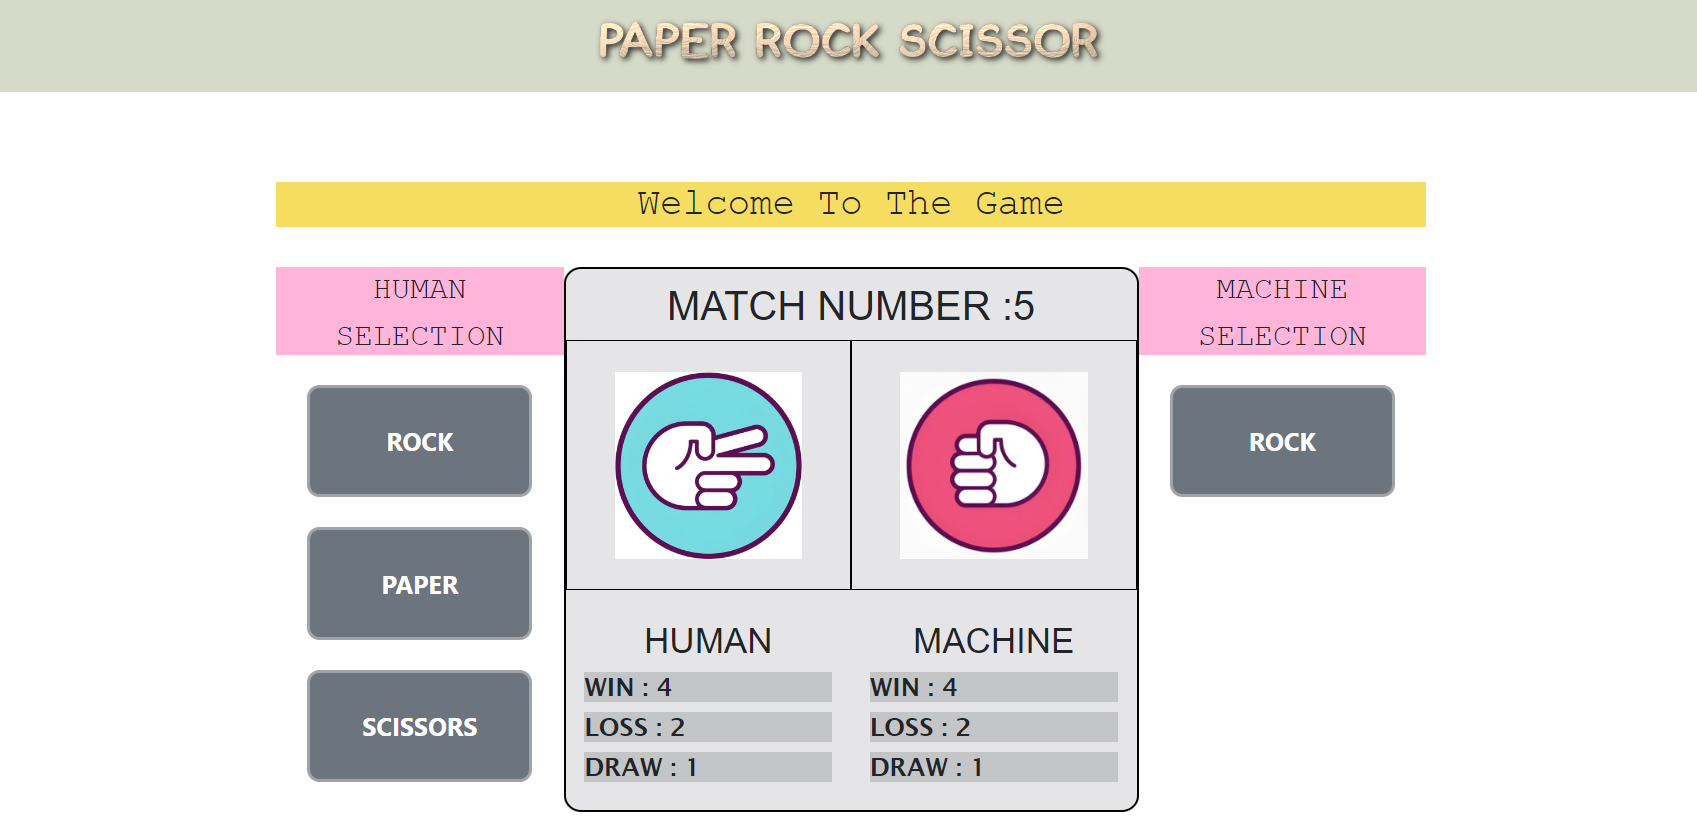 PAPER ROCK SCISSOR
Welcome To The Game
HUMAN
SELECTION
ROCK
PAPER
SCISSORS
MATCH NUMBER :5
HUMAN
WIN : 4
LOSS : 2
DRAW : 1
MACHINE
WIN : 4
LOSS : 2
DRAW : 1
MACHINE
SELECTION
ROCK